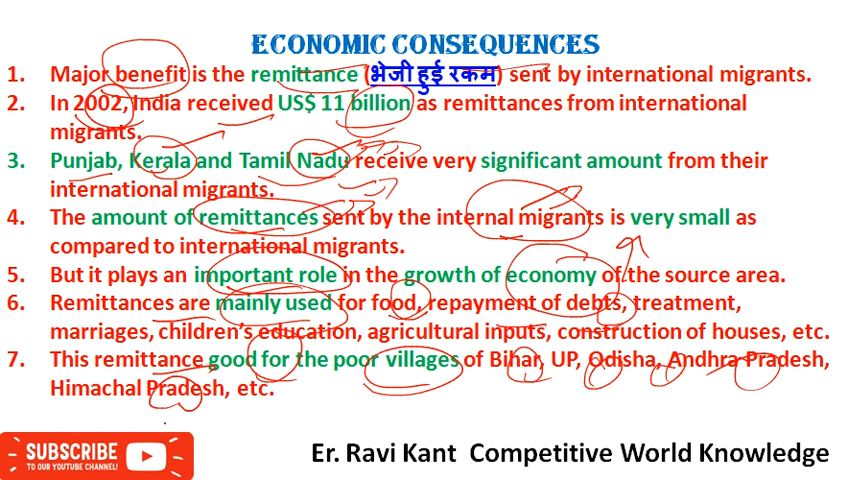 ECONOMIC CONSEQUENCES
1. Major benefit is the remittance (भेजी हुई रकम) sent by international migrants.
2. In 2002, India received US$ 11 billion as remittances from international
migrants.
3. Punjab, Kerala and Tamil Nadu receive very significant amount from their
international migrants.
4. The amount of remittances sent by the internal migrants is very small as
compared to international migrants.
5. But it plays an important role in the growth of economy of the source area.
6. Remittances are mainly used for food, repayment of debts, treatment,
marriages, children's education, agricultural inputs, construction of houses, etc.
7. This remittance good for the poor villages of Bihar, UP, Odisha, Andhra Pradesh,
Himachal Pradesh, etc.
SUBSCRIBE
TO OUR YOUTUBE CHANNEL!
Er. Ravi Kant Competitive World Knowledge